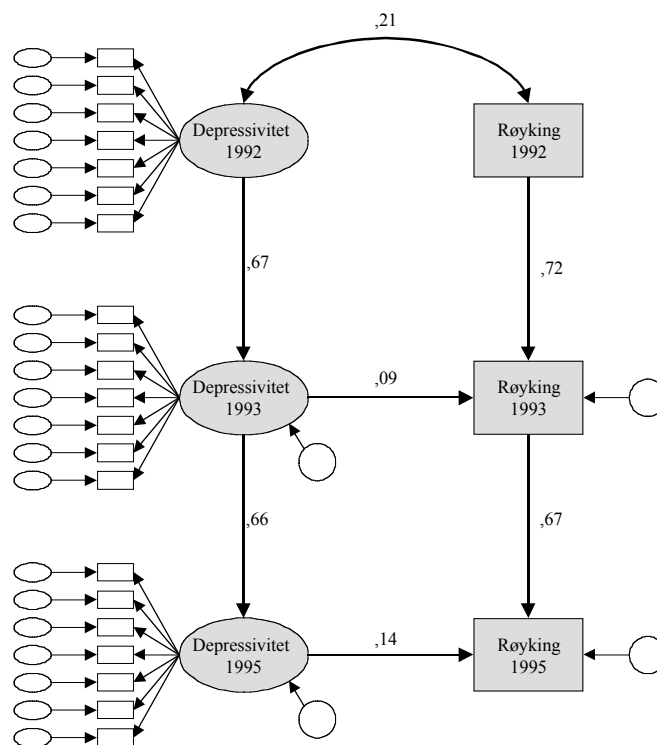 ,21
Depressivitet
1992
Røyking
1992
,67
,72
Depressivitet
1993
,09
Røyking
1993
,66
,67
Depressivitet
1995
,14
Røyking
1995